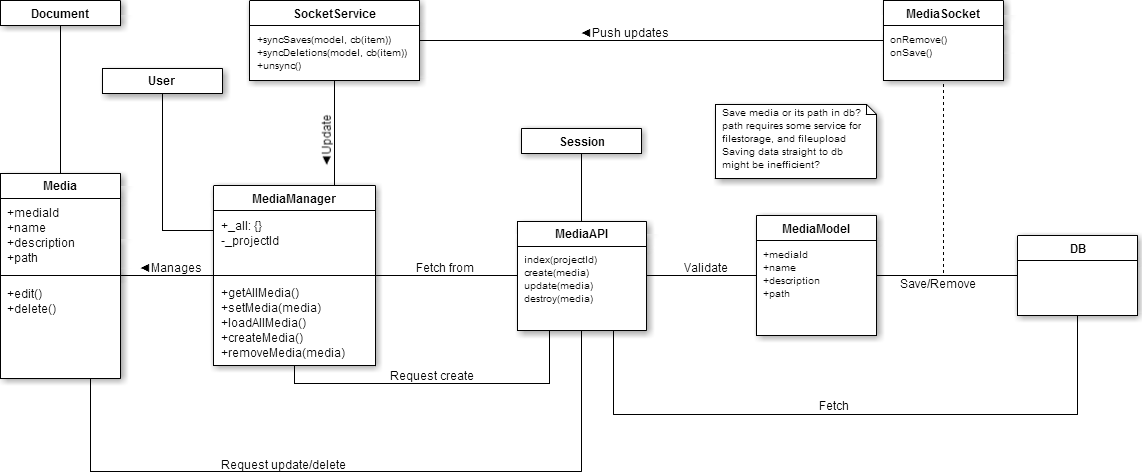 Document
SocketService
+syncSaves(model, cb(item))
+syncDeletions(model, cb(item))
+unsync()
◄Push updates
MediaSocket
onRemove()
onSave()
User
◄Update
Save media or its path in db?
path requires some service for
filestorage, and fileupload
Saving data straight to db
might be inefficient?
Session
Media
+mediaId
+name
+description
+path
+edit()
+delete()
◄Manages
MediaManager
+_all: {}
-_projectId
+getAllMedia()
+setMedia(media)
+loadAllMedia()
+createMedia()
+removeMedia(media)
Fetch from
MediaAPI
index(projectId)
create(media)
update(media)
destroy(media)
Validate
MediaModel
+mediaId
+name
+description
+path
Save/Remove
DB
Request create
Fetch
Request update/delete